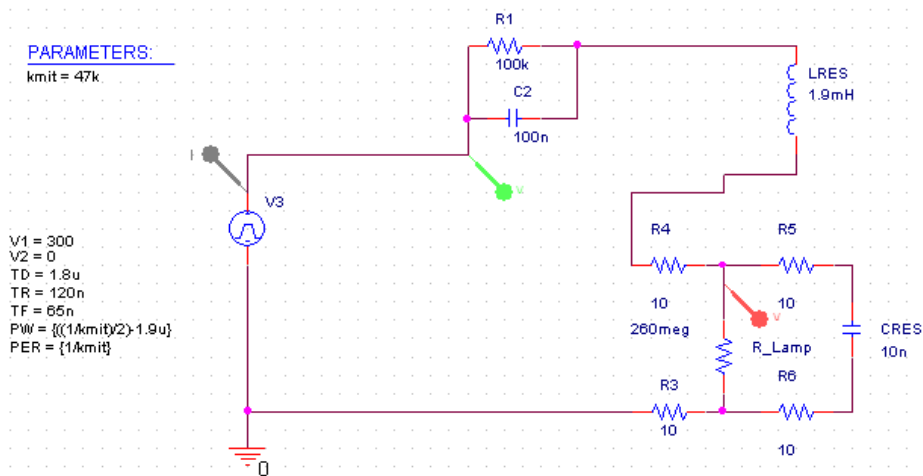 PARAMETERS:
kmit = 47k
R1
100k
C2
100n
LRES
1.9mH
V3
V1 = 300
V2 = 0
TD = 1.8u
TR = 120n
TF = 65n
PW = {((1/kmit)/2)-1.9u}
PER = {1/kmit}
I
V
R4
10
R5
10
260meg
V
R_Lamp
CRES
10n
R3
10
R6
10
0